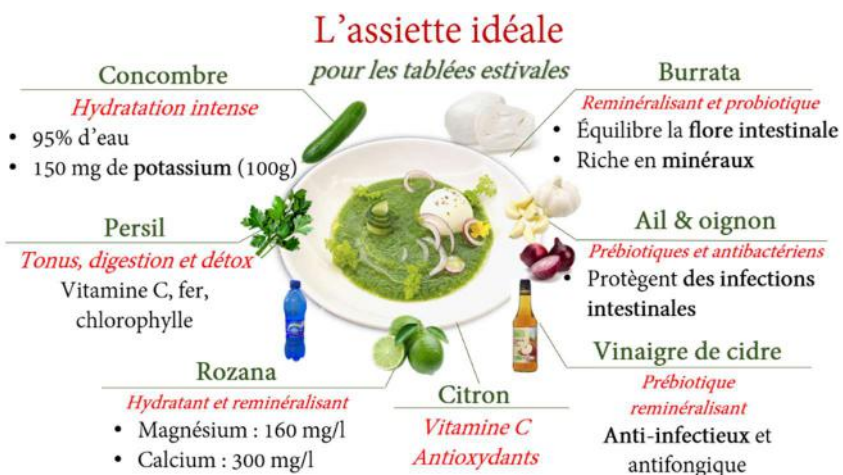 L'assiette idéale
pour les tablées estivales
Concombre
Hydratation intense
• 95% d'eau
• 150 mg de potassium (100g)
Burrata
Reminéralisant et probiotique
• Équilibre la flore intestinale
• Riche en minéraux
Persil
Tonus, digestion et détox
Vitamine C, fer,
chlorophylle
Ail & oignon
Prébiotiques et antibactériens
• Protègent des infections
intestinales
Rozana
Hydratant et reminéralisant
• Magnésium : 160 mg/l
• Calcium : 300 mg/l
Citron
Vitamine C
Antioxydants
Vinaigre de cidre
Prébiotique
reminéralisant
Anti-infectieux et
antifongique